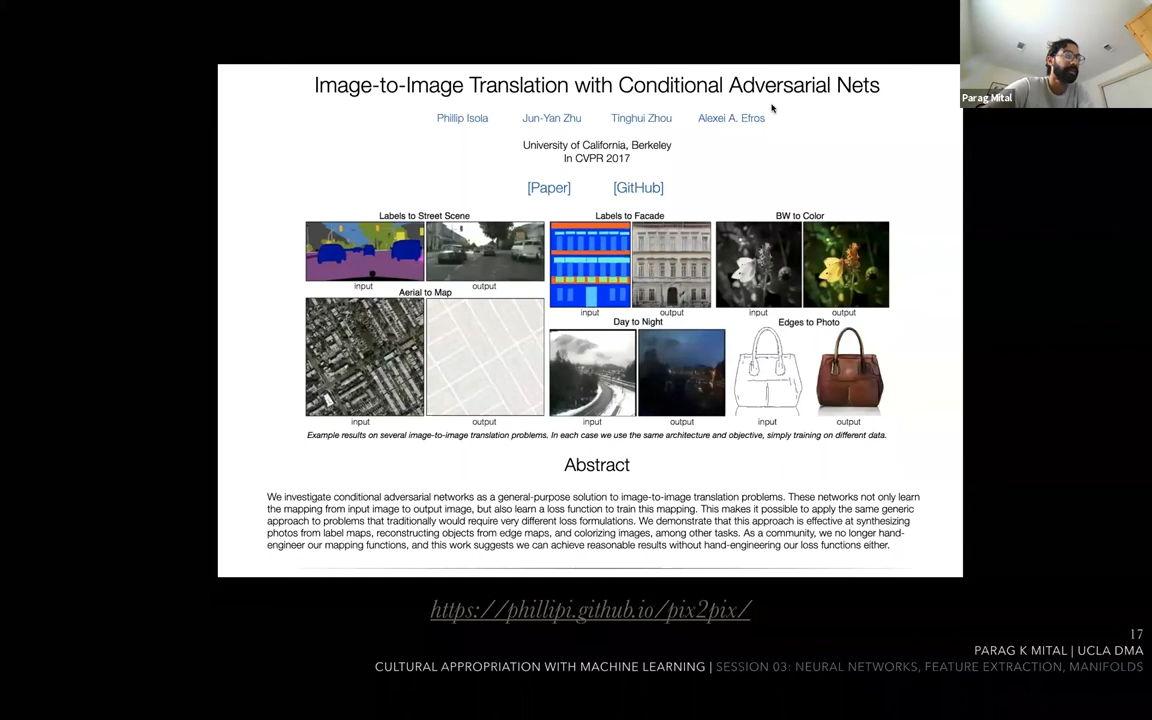 Parag Mital
Image-to-Image Translation with Conditional Adversarial Nets
Phillip Isola Jun-Yan Zhu Tinghui Zhou Alexei A. Efros
University of California, Berkeley
In CVPR 2017
[Paper] [GitHub]
Labels to Street Scene Labels to Facade BW to Color
input output
Aerial to Map
input output input output
Day to Night Edges to Photo
input output input output input output
Example results on several image-to-image translation problems. In each case we use the same architecture and objective, simply training on different data.
Abstract
We investigate conditional adversarial networks as a general-purpose solution to image-to-image translation problems. These networks not only learn
the mapping from input image to output image, but also learn a loss function to train this mapping. This makes it possible to apply the same generic
approach to problems that traditionally would require very different loss formulations. We demonstrate that this approach is effective at synthesizing
photos from label maps, reconstructing objects from edge maps, and colorizing images, among other tasks. As a community, we no longer hand-
engineer our mapping functions, and this work suggests we can achieve reasonable results without hand-engineering our loss functions either.
https://phillipi.github.io/pix2pix/
17
PARAG K MITAL | UCLA DMA
CULTURAL APPROPRIATION WITH MACHINE LEARNING | SESSION 03: NEURAL NETWORKS, FEATURE EXTRACTION, MANIFOLDS